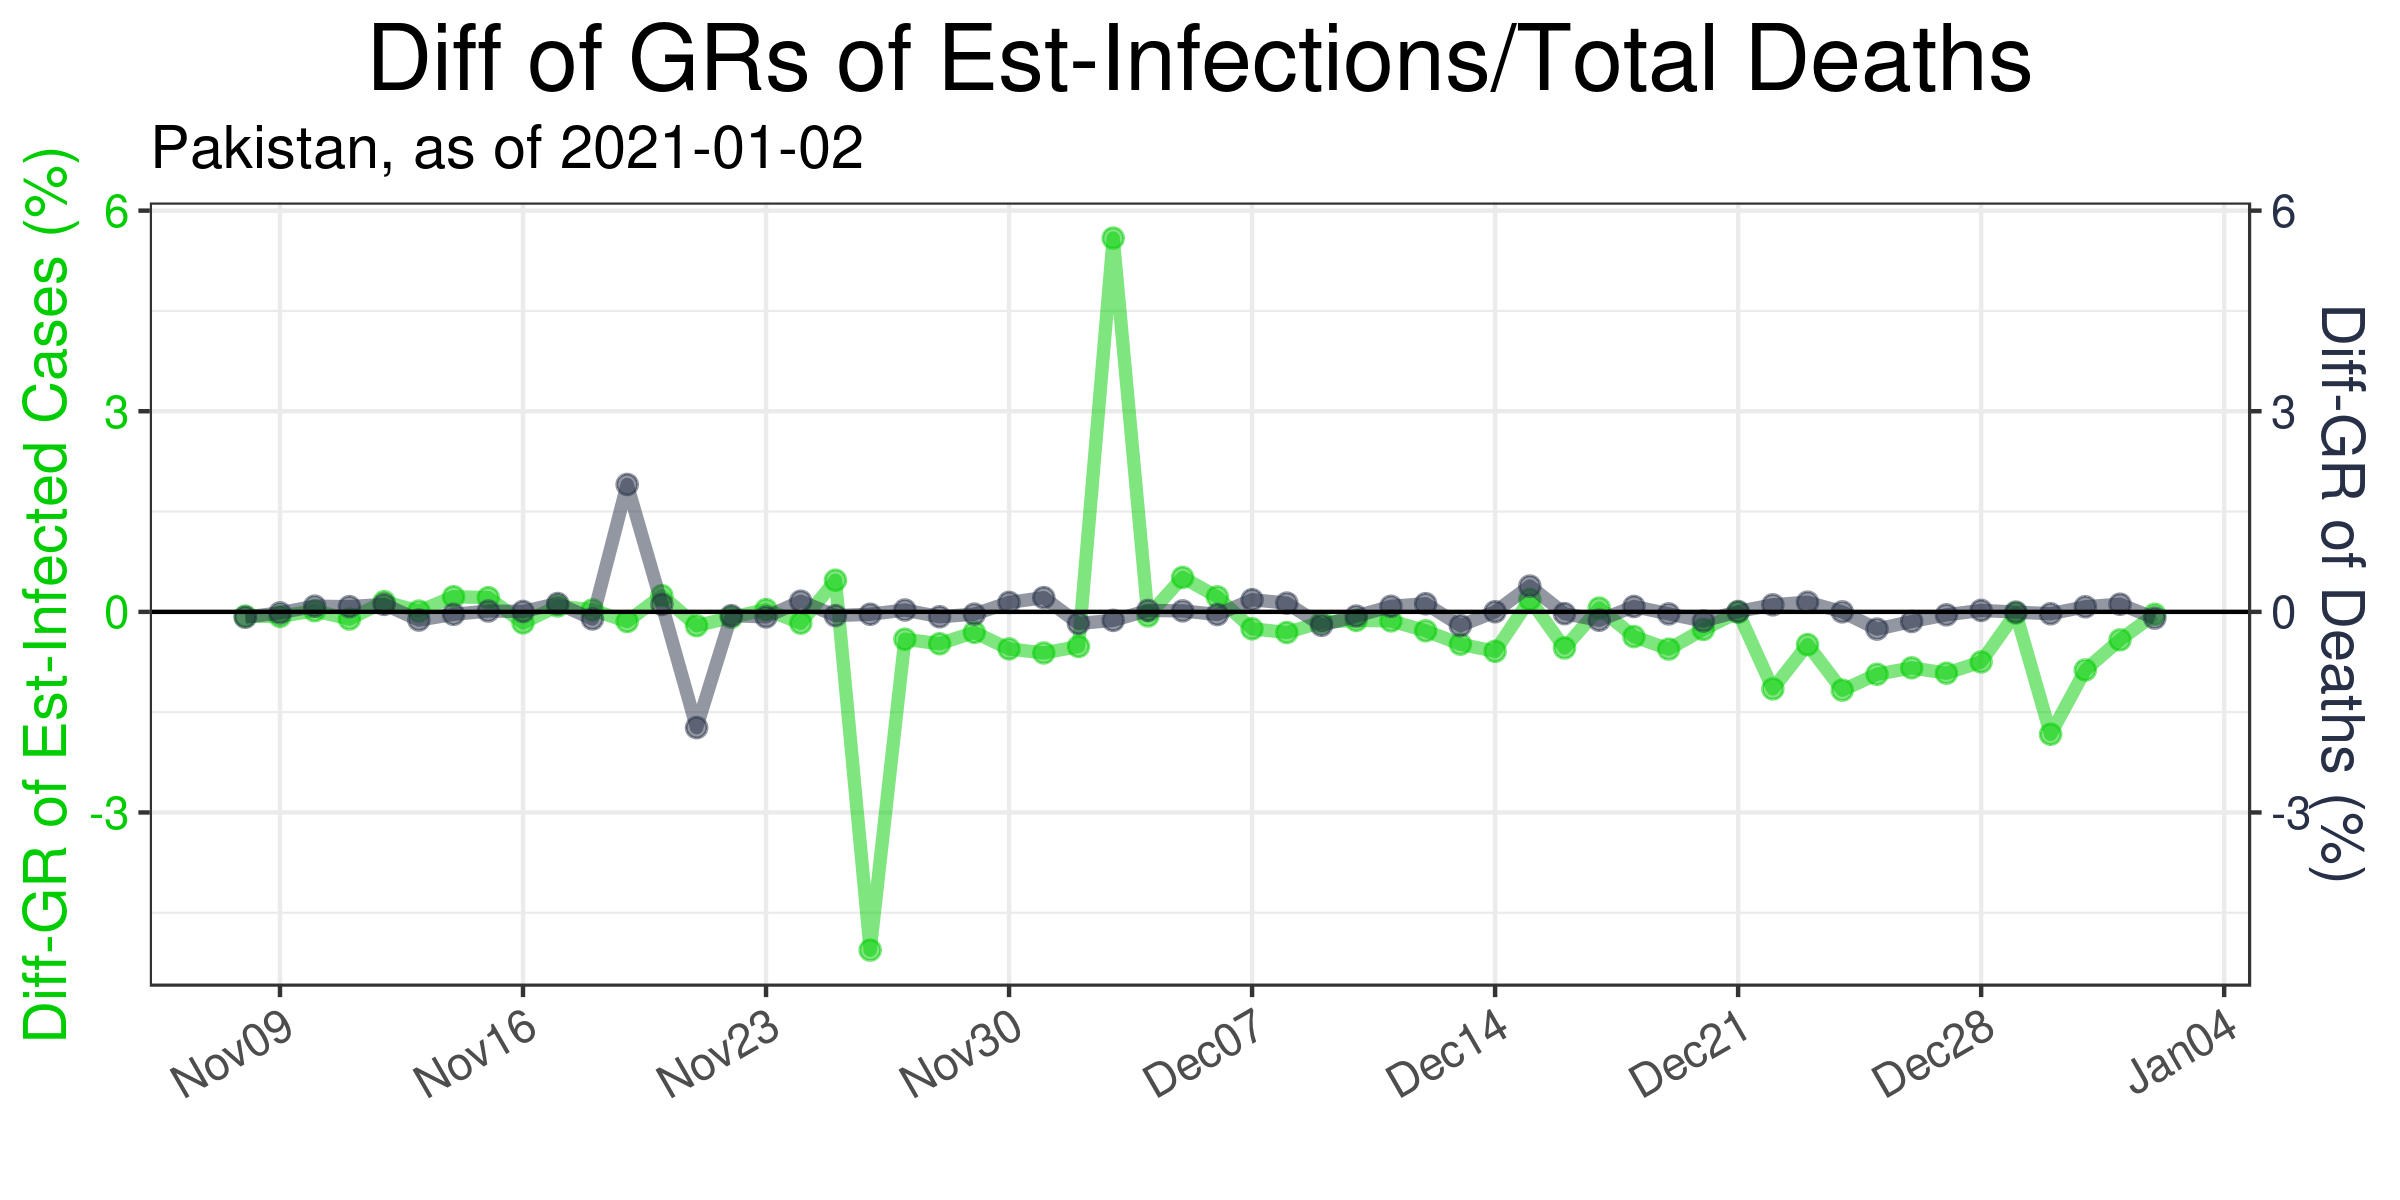 Diff of GRs of Est-Infections/Total Deaths
Pakistan, as of 2021-01-02
Diff-GR of Est-Infected Cases (%)
6
3
0
-3
6
3
0
-3
Diff-GR of Deaths (%)
Nov09
Nov16
Nov23
Nov30
Dec07
Dec14
Dec21
Dec28
Jan04